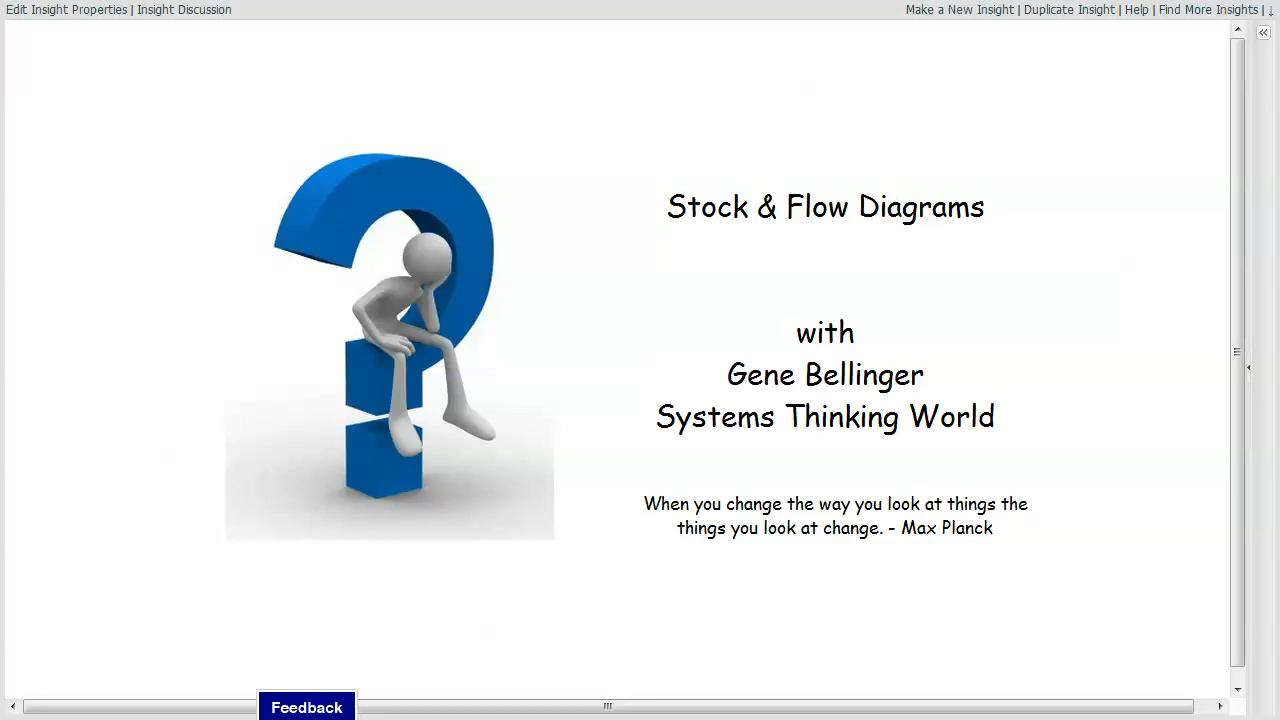 Edit Insight Properties | Insight Discussion
Make a New Insight | Duplicate Insight | Help | Find More Insights | ↓
Stock & Flow Diagrams
with
Gene Bellinger
Systems Thinking World
When you change the way you look at things the
things you look at change. - Max Planck
Feedback